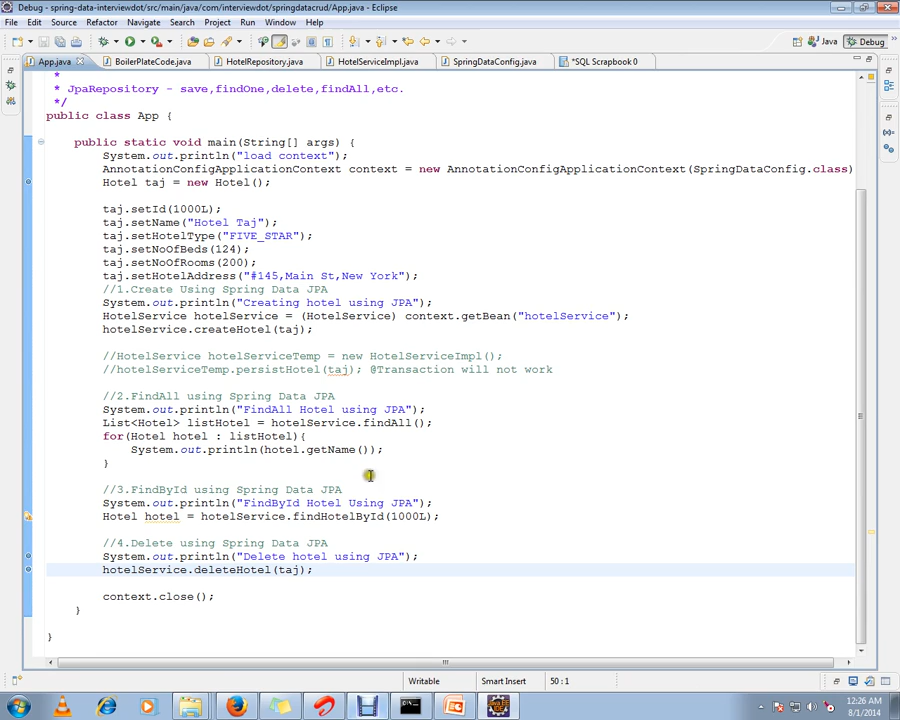 Debug - spring-data-interviewdot/src/main/java/com/interviewdot/springdatacrud/App.java - Eclipse
File Edit Source Refactor Navigate Search Project Run Window Help
Java Debug
App.java BoilerPlateCode.java HotelRepository.java HotelServiceImpl.java SpringDataConfig.java *SQL Scrapbook 0
*
* JpaRepository - save,findOne,delete,findAll,etc.
*/
public class App {
public static void main(String[] args) {
System.out.println("load context");
AnnotationConfigApplicationContext context = new AnnotationConfigApplicationContext(SpringDataConfig.class)
Hotel taj = new Hotel();
taj.setId(1000L);
taj.setName("Hotel Taj");
taj.setHotelType("FIVE_STAR");
taj.setNoOfBeds(124);
taj.setNoOfRooms(200);
taj.setHotelAddress("#145,Main St,New York");
//1.Create Using Spring Data JPA
System.out.println("Creating hotel using JPA");
HotelService hotelService = (HotelService) context.getBean("hotelService");
hotelService.createHotel(taj);
//HotelService hotelServiceTemp = new HotelServiceImpl();
//hotelServiceTemp.persistHotel(taj); @Transaction will not work
//2.FindAll using Spring Data JPA
System.out.println("FindAll Hotel using JPA");
List<Hotel> listHotel = hotelService.findAll();
for(Hotel hotel : listHotel){
System.out.println(hotel.getName());
}
//3.FindById using Spring Data JPA
System.out.println("FindById Hotel Using JPA");
Hotel hotel = hotelService.findHotelById(1000L);
//4.Delete using Spring Data JPA
System.out.println("Delete hotel using JPA");
hotelService.deleteHotel(taj);
context.close();
}
}
Writable Smart Insert 50 : 1
12:26 AM
8/1/2014